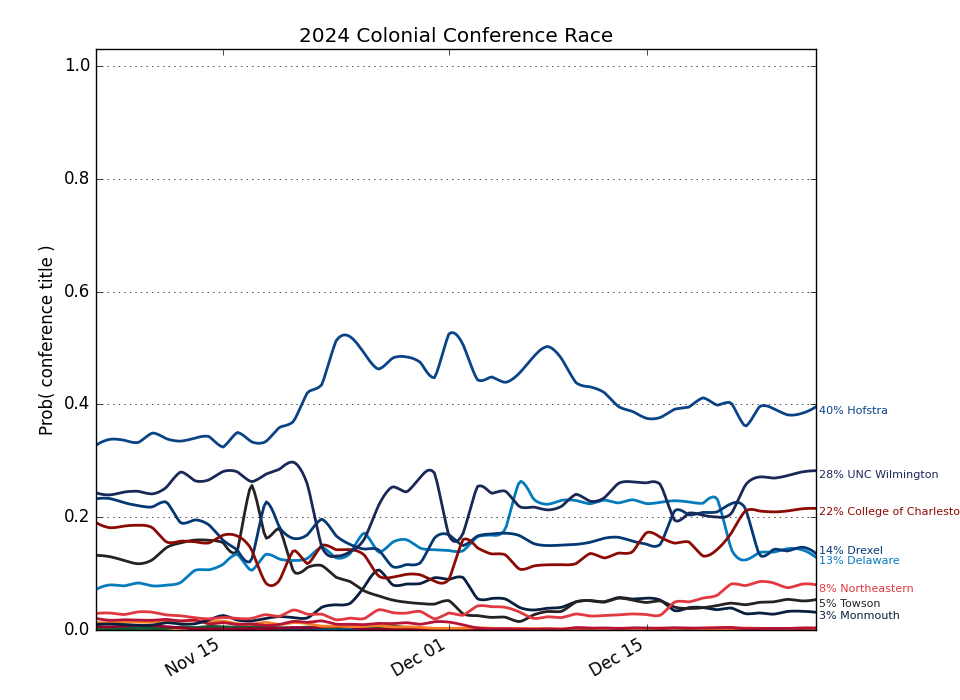 2024 Colonial Conference Race
Prob( conference title )
1.0
0.8
0.6
0.4
0.2
0.0
Nov 15
Dec 01
Dec 15
40% Hofstra
28% UNC Wilmington
22% College of Charlesto
14% Drexel
13% Delaware
8% Northeastern
5% Towson
3% Monmouth